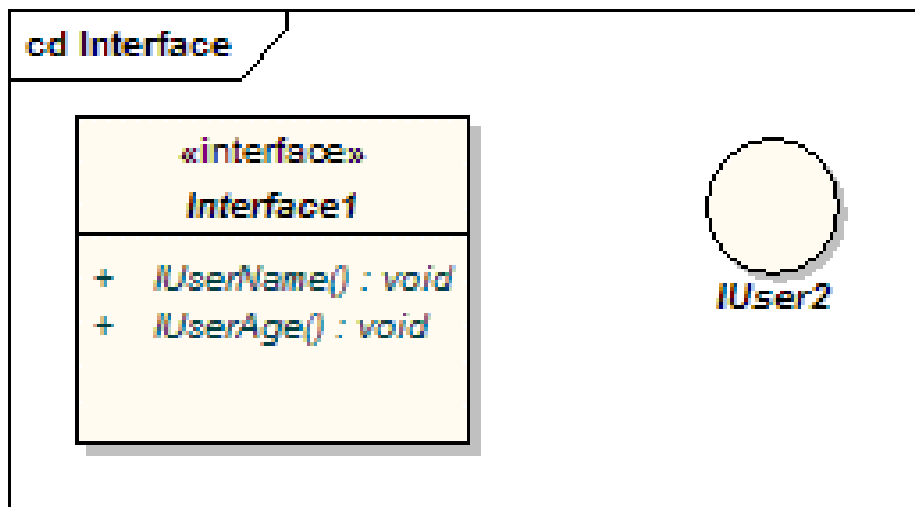 cd Interface
«interface»
Interface1
+ IUserName() : void
+ IUserAge() : void
IUser2